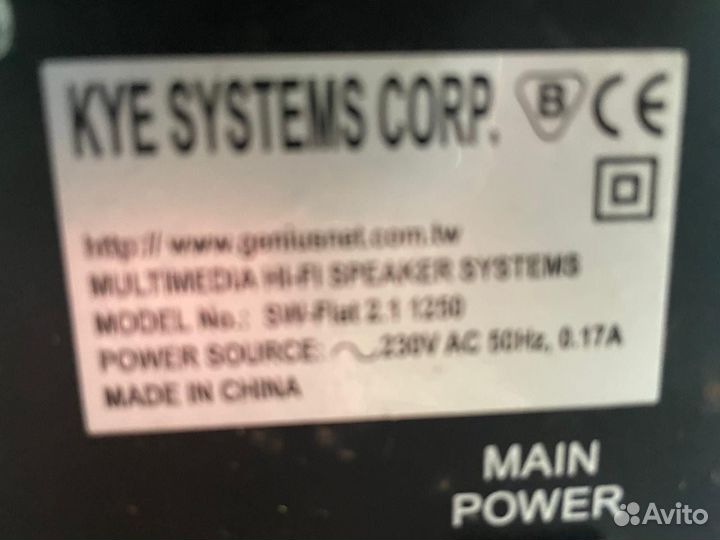 KYE SYSTEMS CORP. B CE
http:// www.geniusnet.com.tw
MULTIMEDIA HI-FI SPEAKER SYSTEMS
MODEL No.: SW-Flat 2.1 1250
POWER SOURCE: ~ 230V AC 50Hz, 0.17A
MADE IN CHINA
MAIN
POWER
Avito